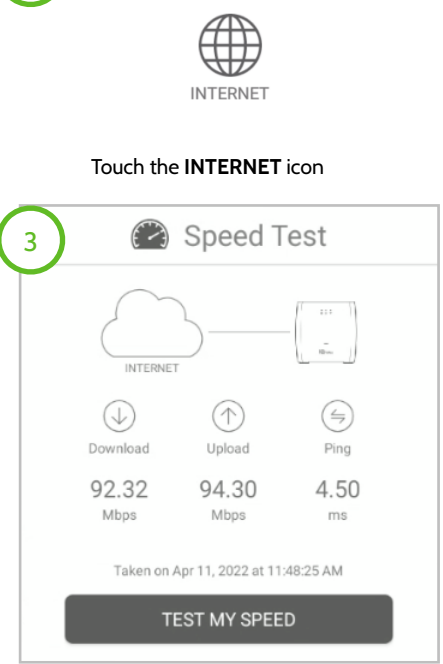 INTERNET
Touch the INTERNET icon
3
Speed Test
INTERNET
Download Upload Ping
92.32 94.30 4.50
Mbps Mbps ms
Taken on Apr 11, 2022 at 11:48:25 AM
TEST MY SPEED